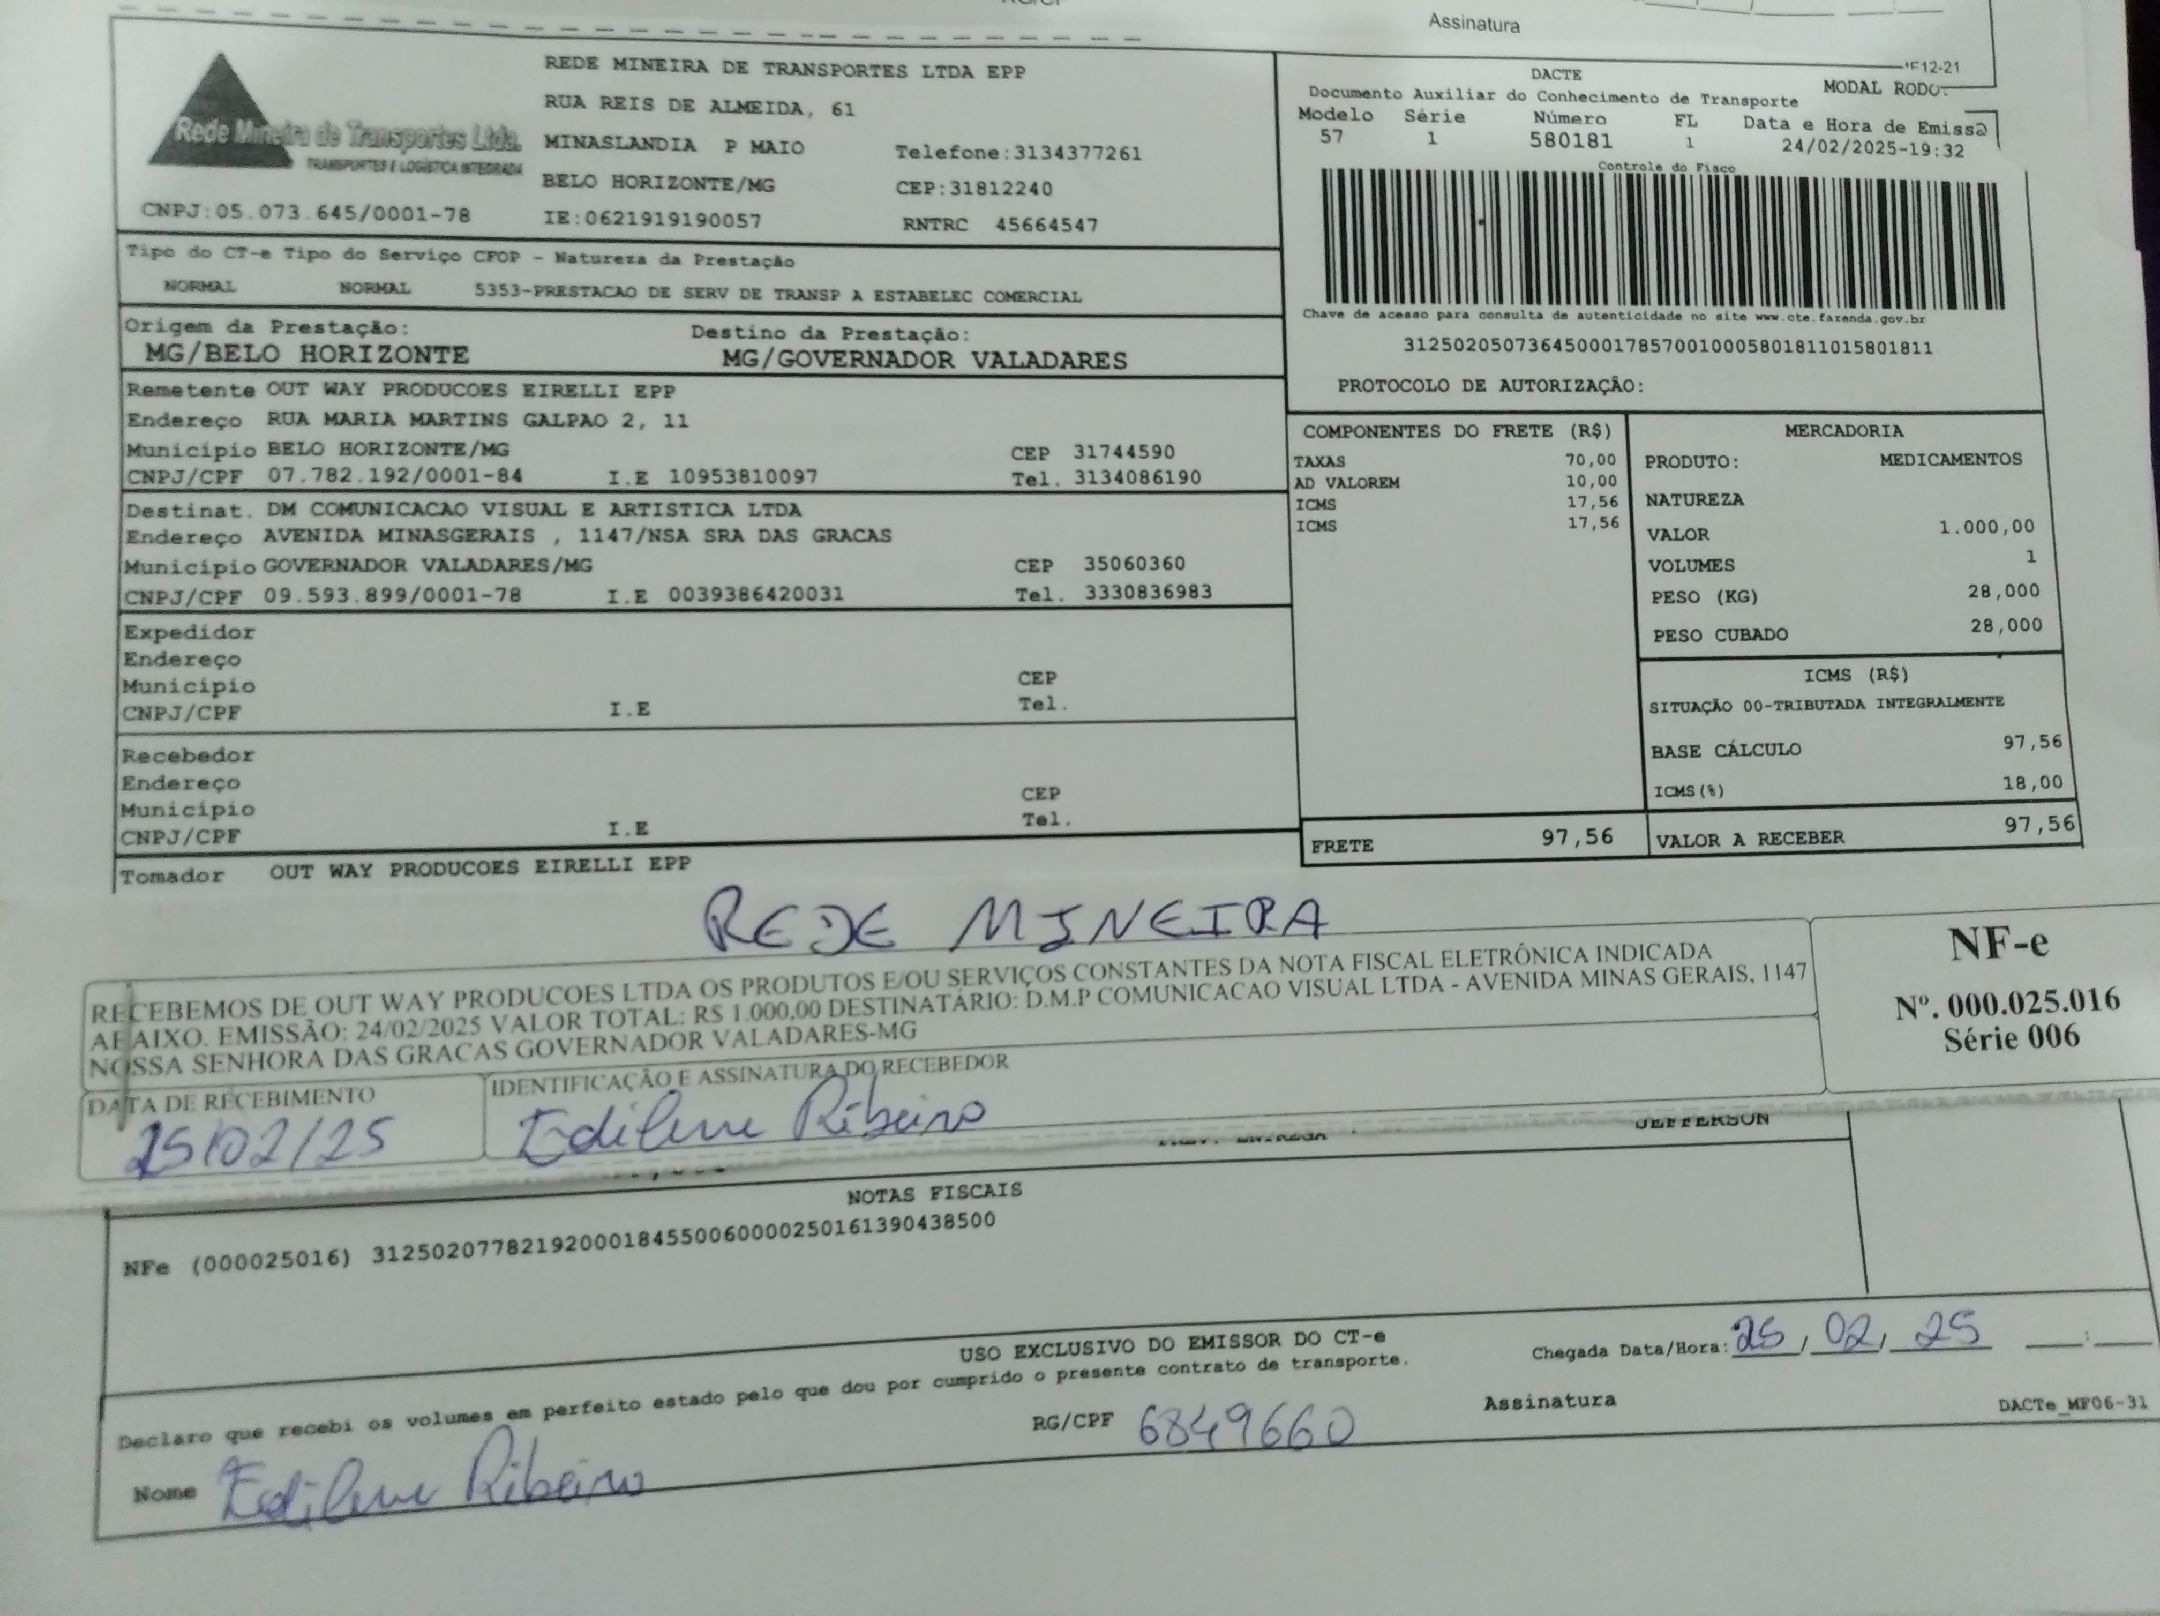 Assinatura
REDE MINEIRA DE TRANSPORTES LTDA EPP
RUA REIS DE ALMEIDA, 61
MINASLANDIA P MAIO Telefone:3134377261
BELO HORIZONTE/MG CEP:31812240
IE:0621919190057 RNTRC 45664547
Rede Mineira de Transportes Ltda.
TRANSPORTES E LOGÍSTICA INTEGRADA
CNPJ:05.073.645/0001-78
DACTE
Documento Auxiliar do Conhecimento de Transporte MODAL RODO
Modelo Série Número FL Data e Hora de Emissã
57 1 580181 1 24/02/2025-19:32
Controle do Fisco
Chave de acesso para consulta de autenticidade no site www.cte.fazenda.gov.br
31250205073645000178570010005801811015801811
PROTOCOLO DE AUTORIZAÇÃO:
Tipo do CT-e Tipo do Serviço CFOP - Natureza da Prestação
NORMAL NORMAL 5353-PRESTACAO DE SERV DE TRANSP A ESTABELEC COMERCIAL
Origem da Prestação: Destino da Prestação:
MG/BELO HORIZONTE MG/GOVERNADOR VALADARES
Remetente OUT WAY PRODUCOES EIRELLI EPP
Endereço RUA MARIA MARTINS GALPAO 2, 11
Município BELO HORIZONTE/MG CEP 31744590
CNPJ/CPF 07.782.192/0001-84 I.E 10953810097 Tel. 3134086190
Destinat. DM COMUNICACAO VISUAL E ARTISTICA LTDA
Endereço AVENIDA MINASGERAIS , 1147/NSA SRA DAS GRACAS
Município GOVERNADOR VALADARES/MG CEP 35060360
CNPJ/CPF 09.593.899/0001-78 I.E 0039386420031 Tel. 3330836983
Expedidor
Endereço
Município CEP
CNPJ/CPF I.E Tel.
Recebedor
Endereço
Município CEP
CNPJ/CPF I.E Tel.
Tomador OUT WAY PRODUCOES EIRELLI EPP
COMPONENTES DO FRETE (R$)
TAXAS 70,00
AD VALOREM 10,00
ICMS 17,56
ICMS 17,56
FRETE 97,56
MERCADORIA
PRODUTO: MEDICAMENTOS
NATUREZA
VALOR 1.000,00
VOLUMES 1
PESO (KG) 28,000
PESO CUBADO 28,000
ICMS (R$)
SITUAÇÃO 00-TRIBUTADA INTEGRALMENTE
BASE CÁLCULO 97,56
ICMS(%) 18,00
VALOR A RECEBER 97,56
REDE MINEIRA
RECEBEMOS DE OUT WAY PRODUCOES LTDA OS PRODUTOS E/OU SERVIÇOS CONSTANTES DA NOTA FISCAL ELETRÔNICA INDICADA
ABAIXO. EMISSÃO: 24/02/2025 VALOR TOTAL: R$ 1.000,00 DESTINATÁRIO: D.M.P COMUNICACAO VISUAL LTDA - AVENIDA MINAS GERAIS, 1147
NOSSA SENHORA DAS GRACAS GOVERNADOR VALADARES-MG
NF-e
Nº. 000.025.016
Série 006
DATA DE RECEBIMENTO IDENTIFICAÇÃO E ASSINATURA DO RECEBEDOR
25/02/25 Edilene Ribeiro
JEFFERSON
NOTAS FISCAIS
NFe (000025016) 31250207782192000184550060000250161390438500
USO EXCLUSIVO DO EMISSOR DO CT-e
Declaro que recebi os volumes em perfeito estado pelo que dou por cumprido o presente contrato de transporte.
Chegada Data/Hora: 25/02/25 :
Nome Edilene Ribeiro RG/CPF 6849660 Assinatura
DACTe_MF06-31